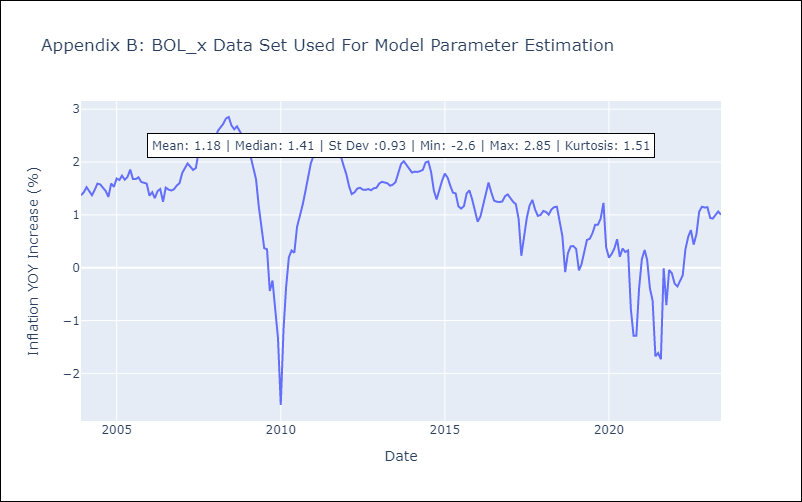 Appendix B: BOL_x Data Set Used For Model Parameter Estimation
3
Mean: 1.18 | Median: 1.41 | St Dev :0.93 | Min: -2.6 | Max: 2.85 | Kurtosis: 1.51
2
1
0
−1
−2
Inflation YOY Increase (%)
2005
2010
2015
2020
Date